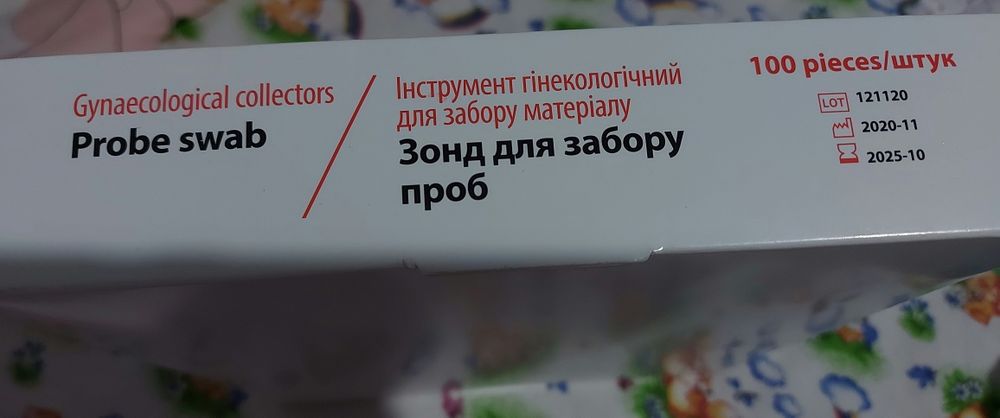 Gynaecological collectors
Probe swab
Інструмент гінекологічний
для забору матеріалу
Зонд для забору
проб
100 pieces/штук
LOT 121120
2020-11
2025-10